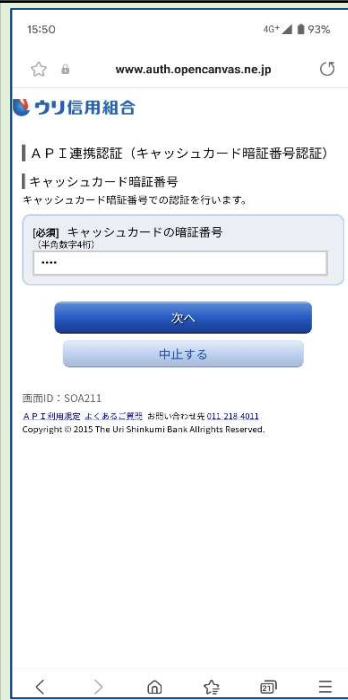 15:50 4G+ 93%
www.auth.opencanvas.ne.jp
ウリ信用組合
ＡＰＩ連携認証（キャッシュカード暗証番号認証）
キャッシュカード暗証番号
キャッシュカード暗証番号での認証を行います。
[必須] キャッシュカードの暗証番号
（半角数字4桁）
••••
次へ
中止する
画面ID：SOA211
ＡＰＩ利用規定 よくあるご質問 お問い合わせ先 011 218 4011
Copyright © 2015 The Uri Shinkumi Bank Allrights Reserved.
21